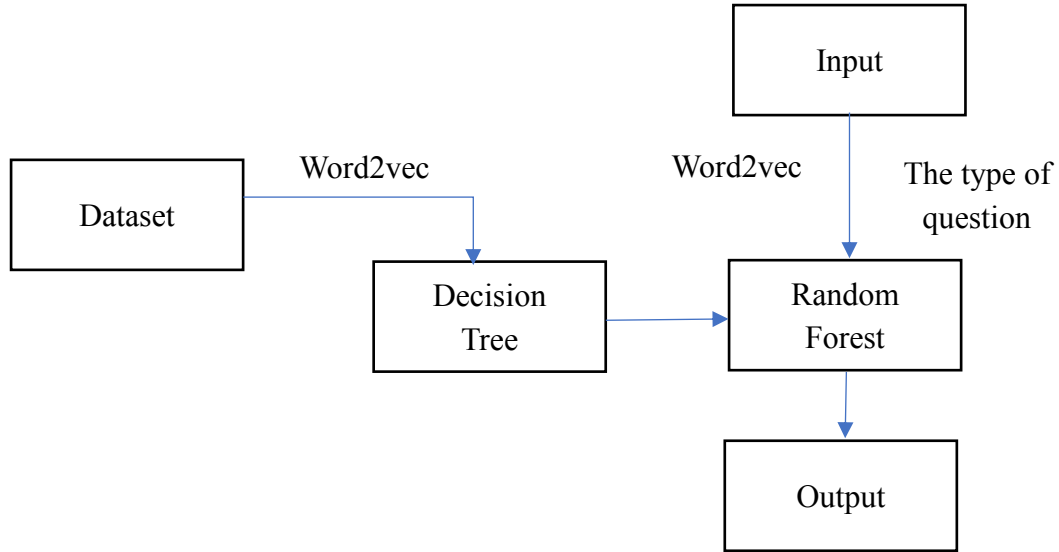 Input
Word2vec
Word2vec
The type of
question
Dataset
Decision
Tree
Random
Forest
Output